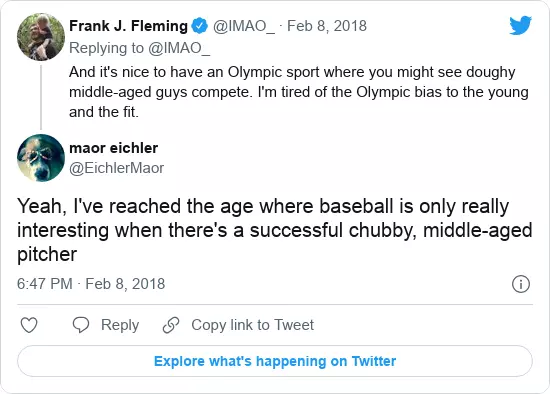 Frank J. Fleming @IMAO_ · Feb 8, 2018
Replying to @IMAO_
And it's nice to have an Olympic sport where you might see doughy
middle-aged guys compete. I'm tired of the Olympic bias to the young
and the fit.
maor eichler
@EichlerMaor
Yeah, I've reached the age where baseball is only really
interesting when there's a successful chubby, middle-aged
pitcher
6:47 PM · Feb 8, 2018
Reply
Copy link to Tweet
Explore what's happening on Twitter